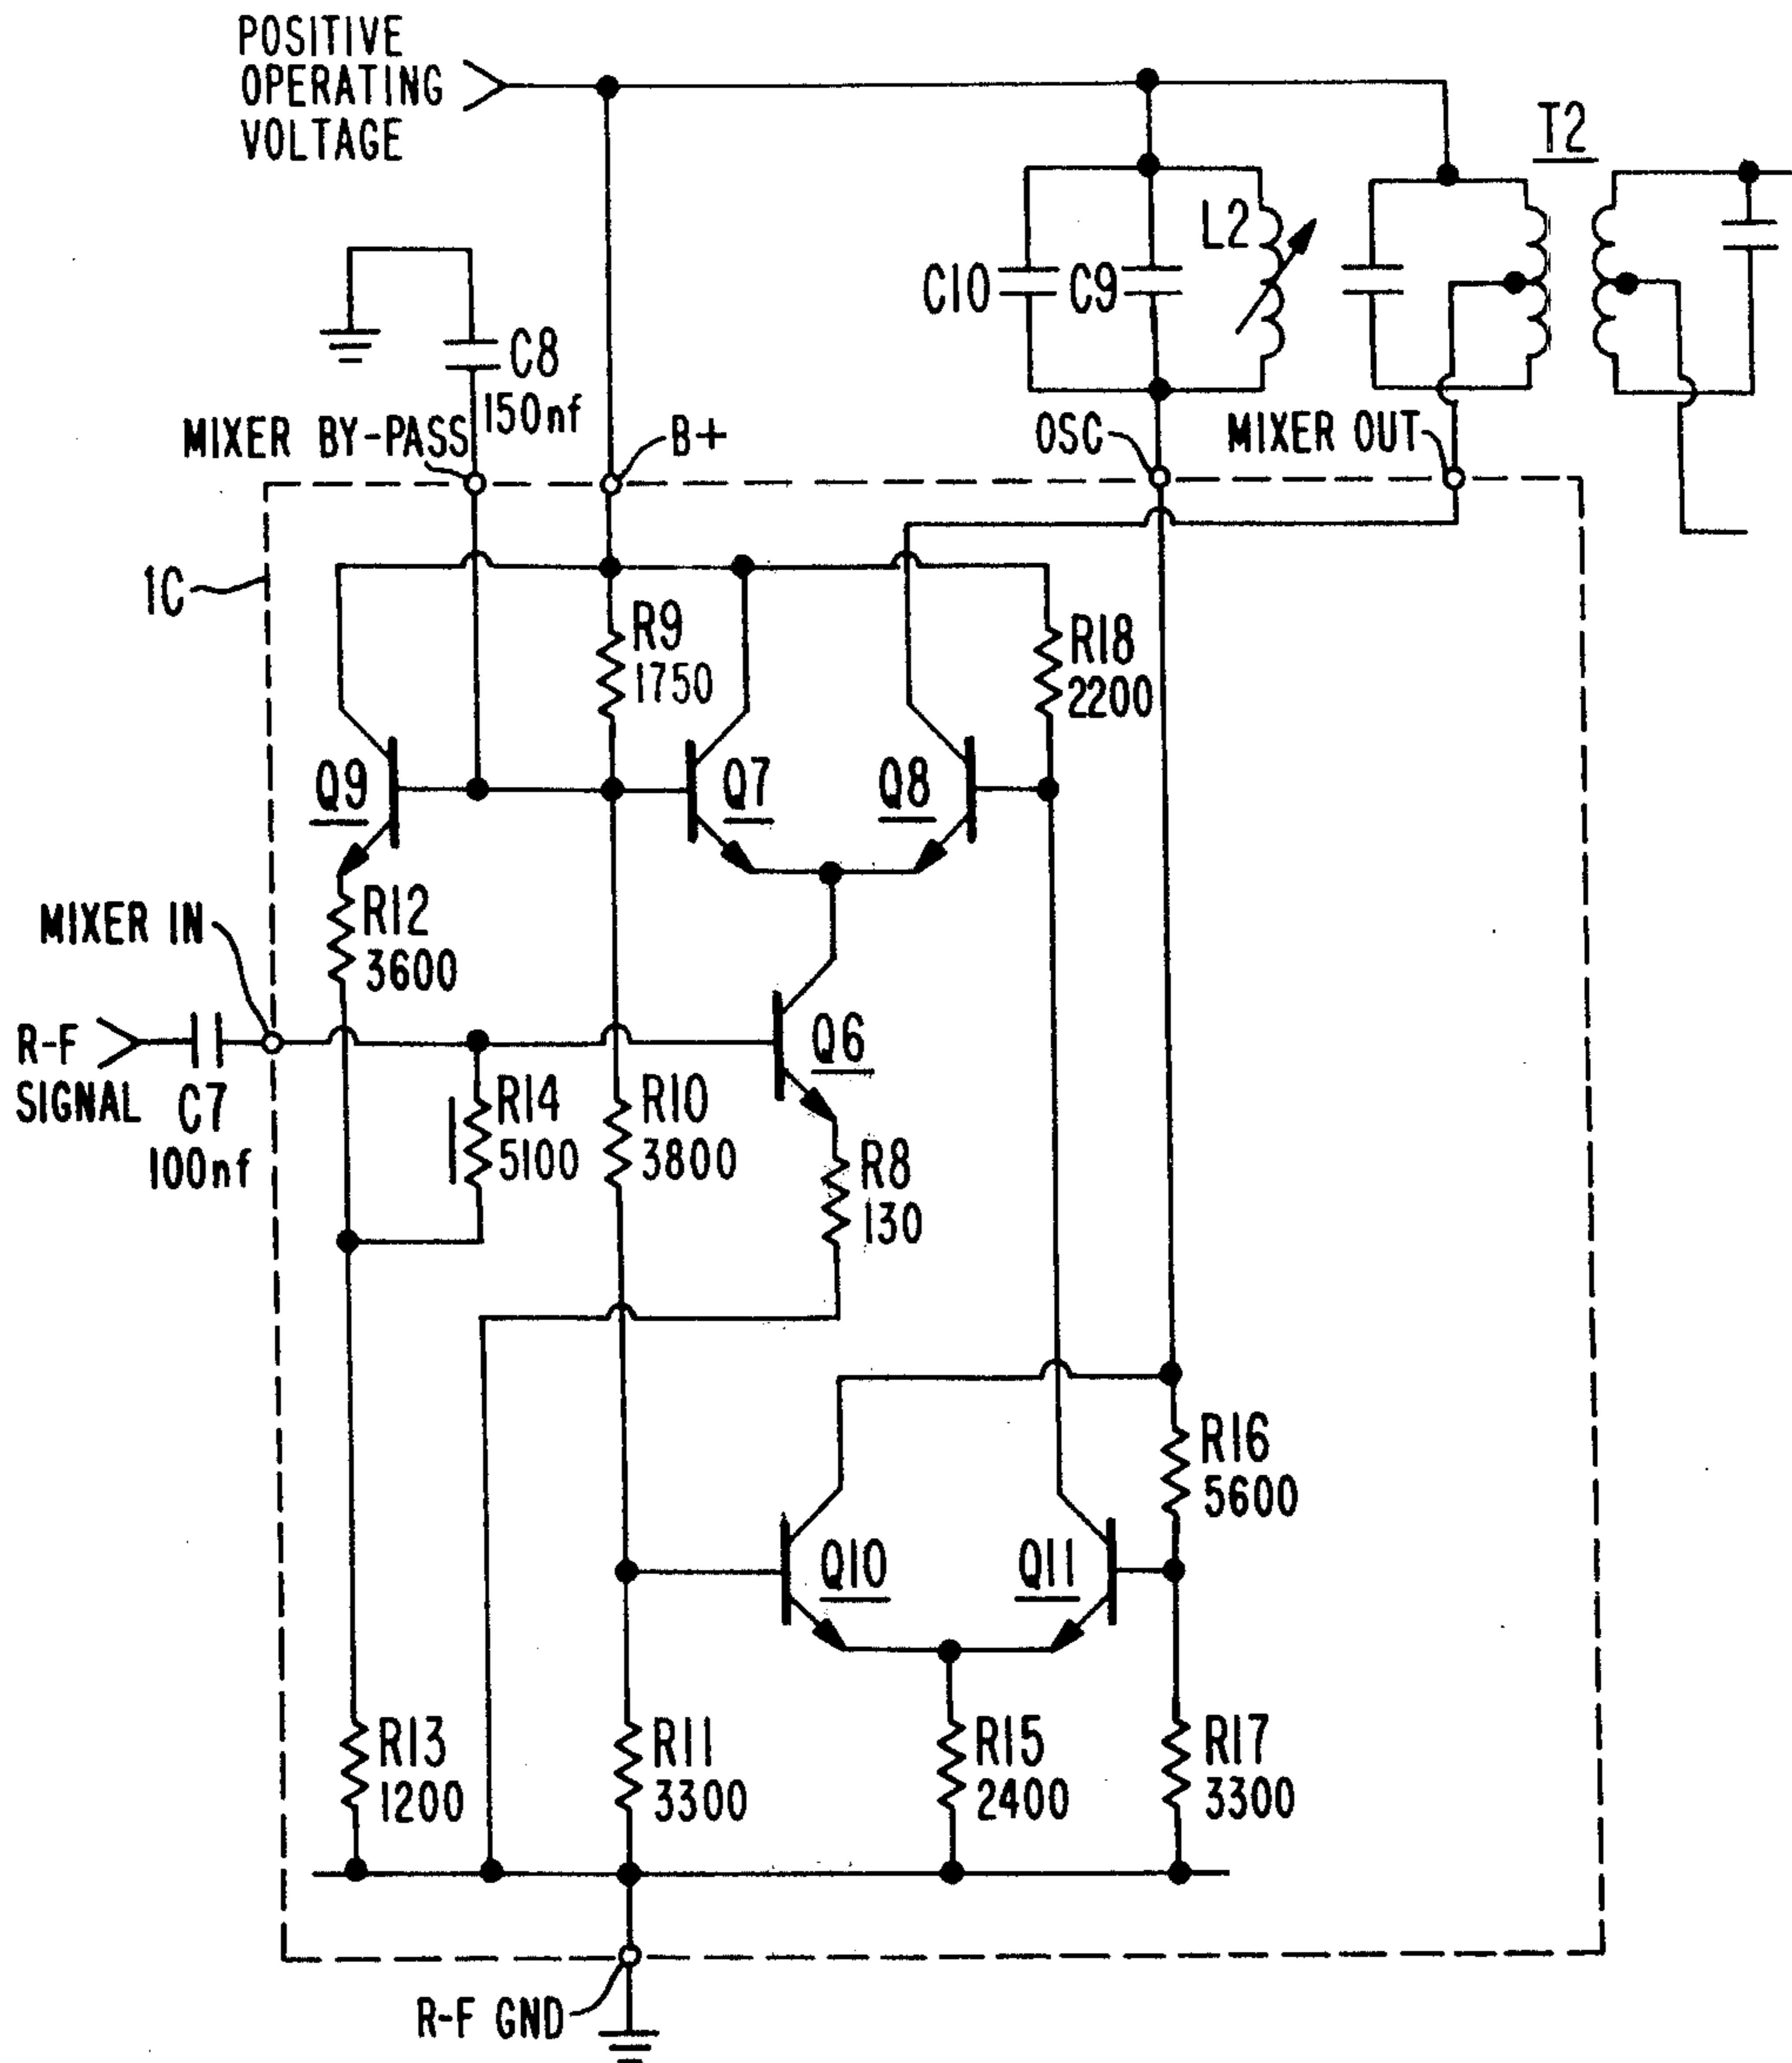 POSITIVE
OPERATING
VOLTAGE
T2
L2
C10
C9
C8
150nf
MIXER BY-PASS
B+
OSC
MIXER OUT
1C
R9
1750
R18
2200
Q9
Q7
Q8
R12
3600
MIXER IN
R-F
SIGNAL
C7
100nf
Q6
R14
5100
R10
3800
R8
130
R16
5600
Q10
Q11
R13
1200
R11
3300
R15
2400
R17
3300
R-F GND